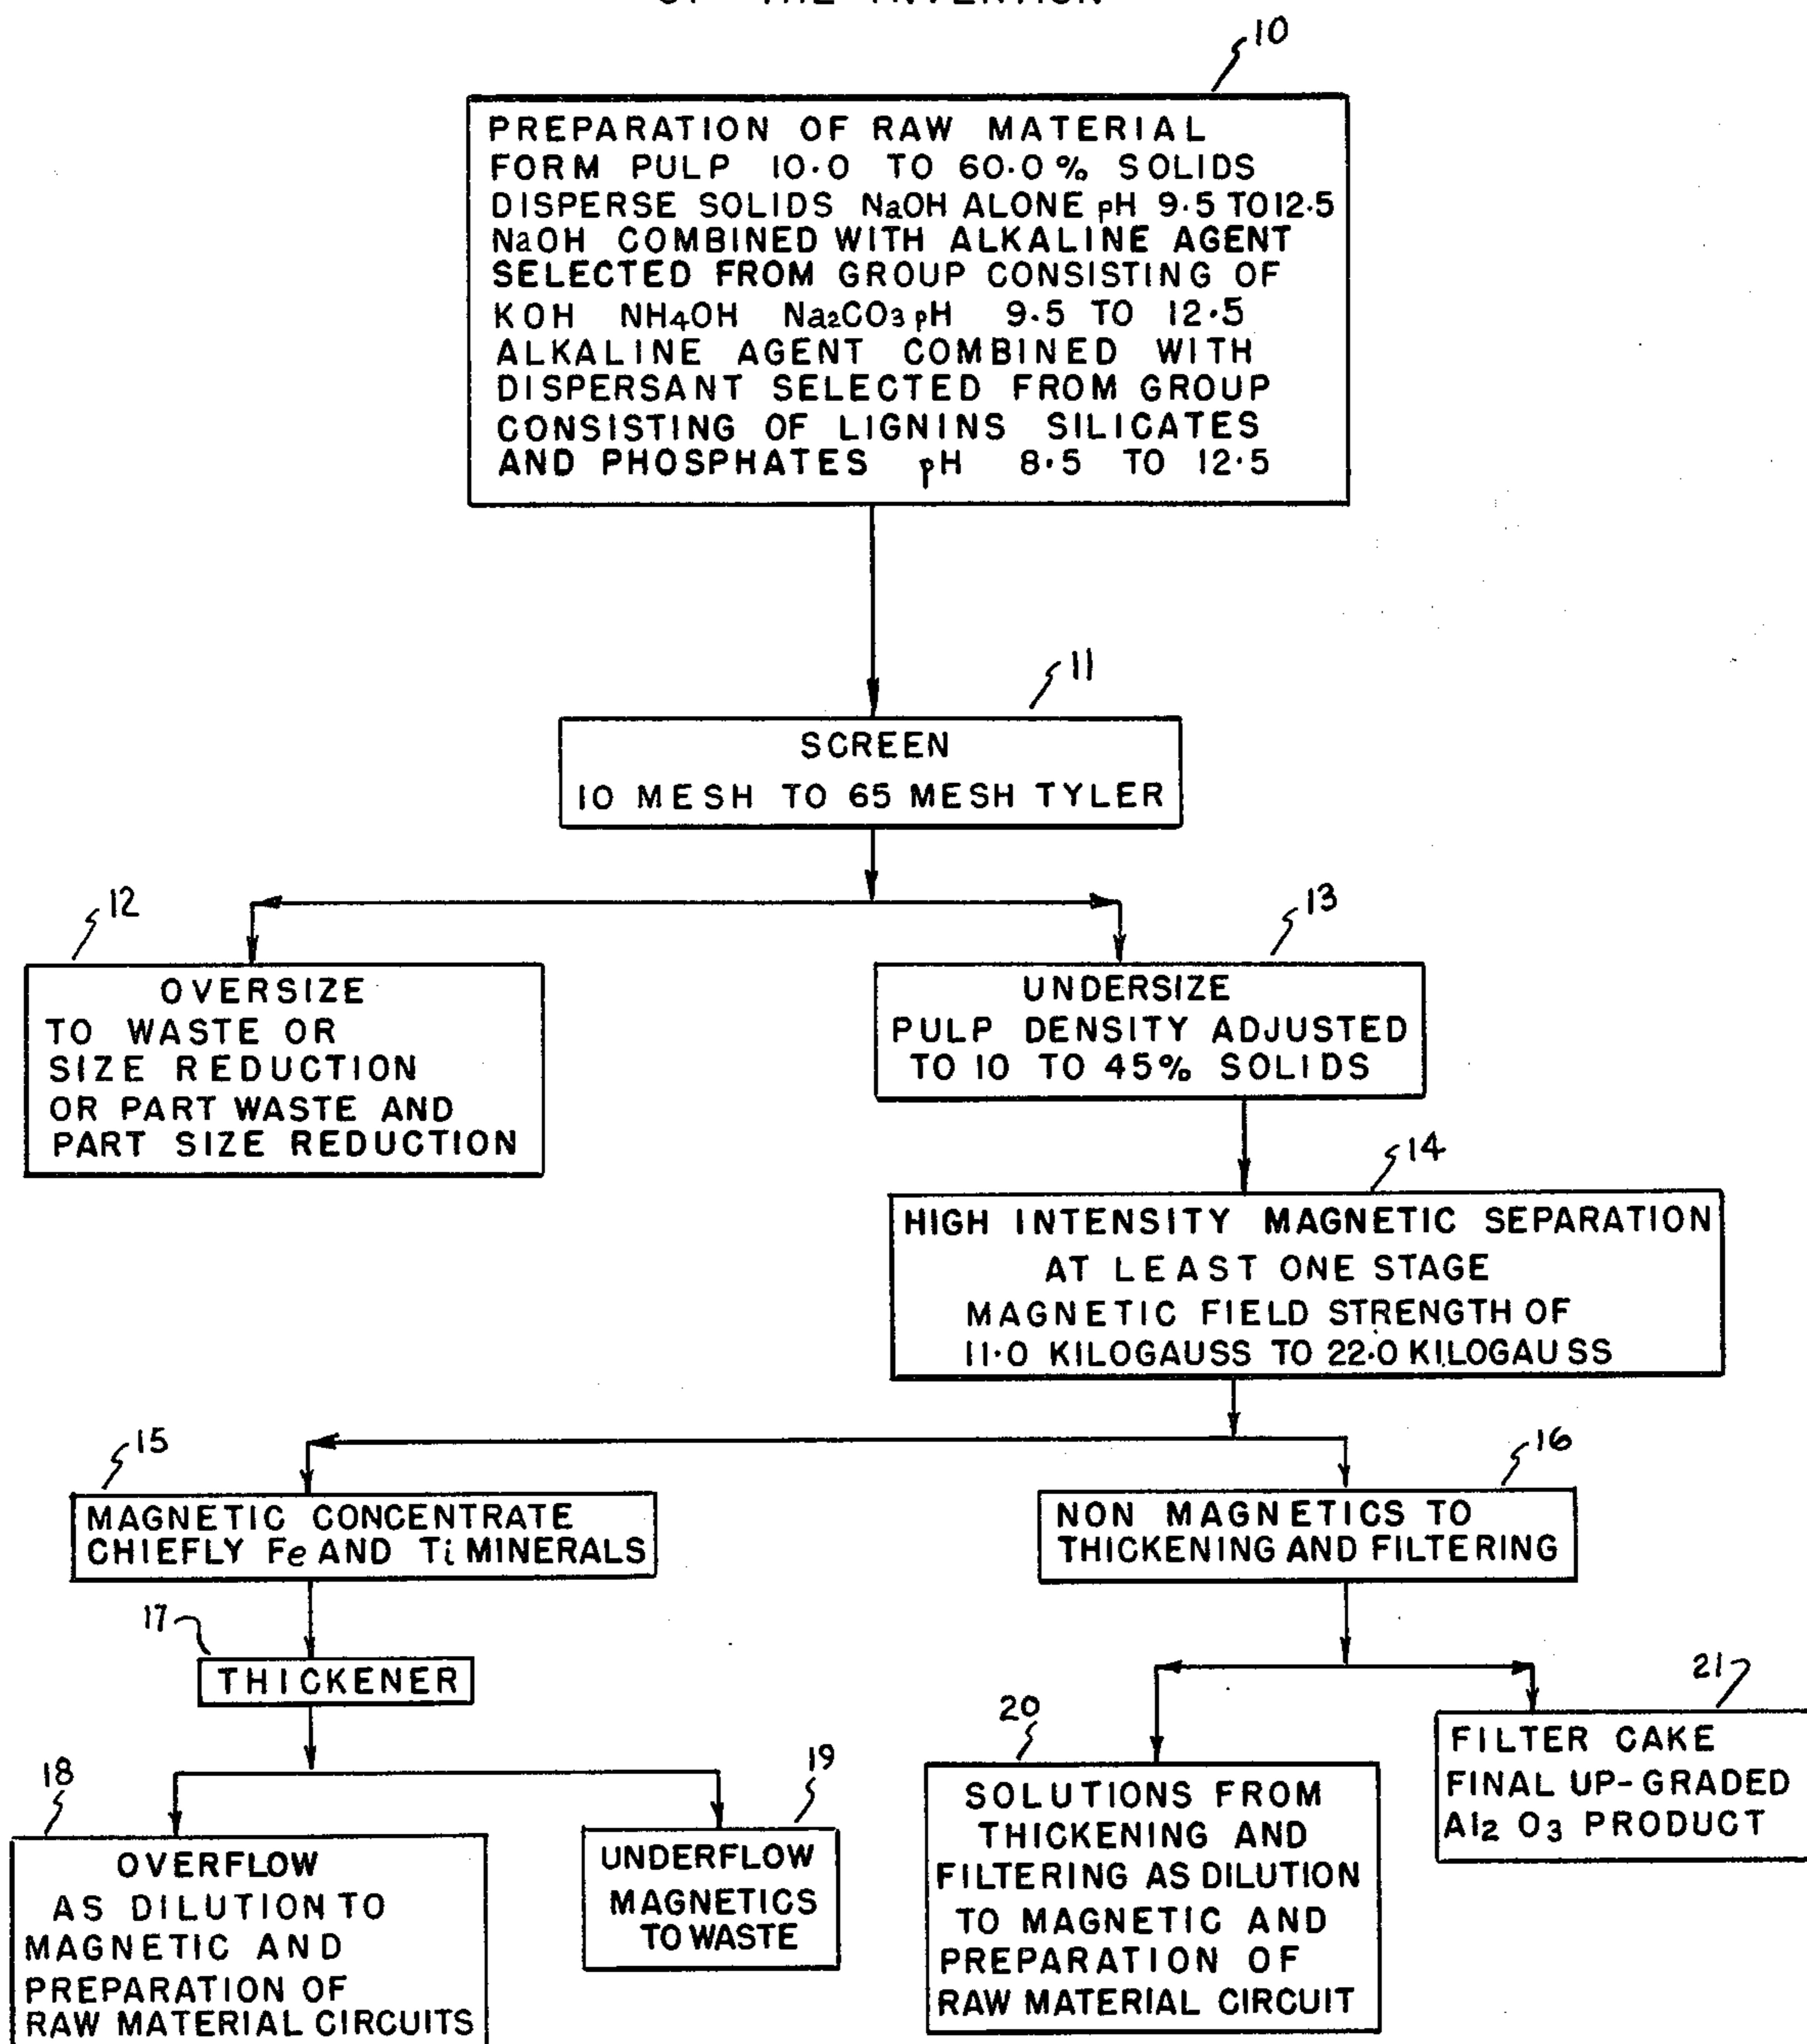 10
PREPARATION OF RAW MATERIAL
FORM PULP 10.0 TO 60.0% SOLIDS
DISPERSE SOLIDS NaOH ALONE pH 9.5 TO 12.5
NaOH COMBINED WITH ALKALINE AGENT
SELECTED FROM GROUP CONSISTING OF
KOH NH4OH Na2CO3 pH 9.5 TO 12.5
ALKALINE AGENT COMBINED WITH
DISPERSANT SELECTED FROM GROUP
CONSISTING OF LIGNINS SILICATES
AND PHOSPHATES pH 8.5 TO 12.5
11
SCREEN
10 MESH TO 65 MESH TYLER
12
OVERSIZE
TO WASTE OR
SIZE REDUCTION
OR PART WASTE AND
PART SIZE REDUCTION
13
UNDERSIZE
PULP DENSITY ADJUSTED
TO 10 TO 45% SOLIDS
14
HIGH INTENSITY MAGNETIC SEPARATION
AT LEAST ONE STAGE
MAGNETIC FIELD STRENGTH OF
11.0 KILOGAUSS TO 22.0 KILOGAUSS
15
MAGNETIC CONCENTRATE
CHIEFLY Fe AND Ti MINERALS
16
NON MAGNETICS TO
THICKENING AND FILTERING
17
THICKENER
18
OVERFLOW
AS DILUTION TO
MAGNETIC AND
PREPARATION OF
RAW MATERIAL CIRCUITS
19
UNDERFLOW
MAGNETICS
TO WASTE
20
SOLUTIONS FROM
THICKENING AND
FILTERING AS DILUTION
TO MAGNETIC AND
PREPARATION OF
RAW MATERIAL CIRCUIT
21
FILTER CAKE
FINAL UP-GRADED
Al2 O3 PRODUCT